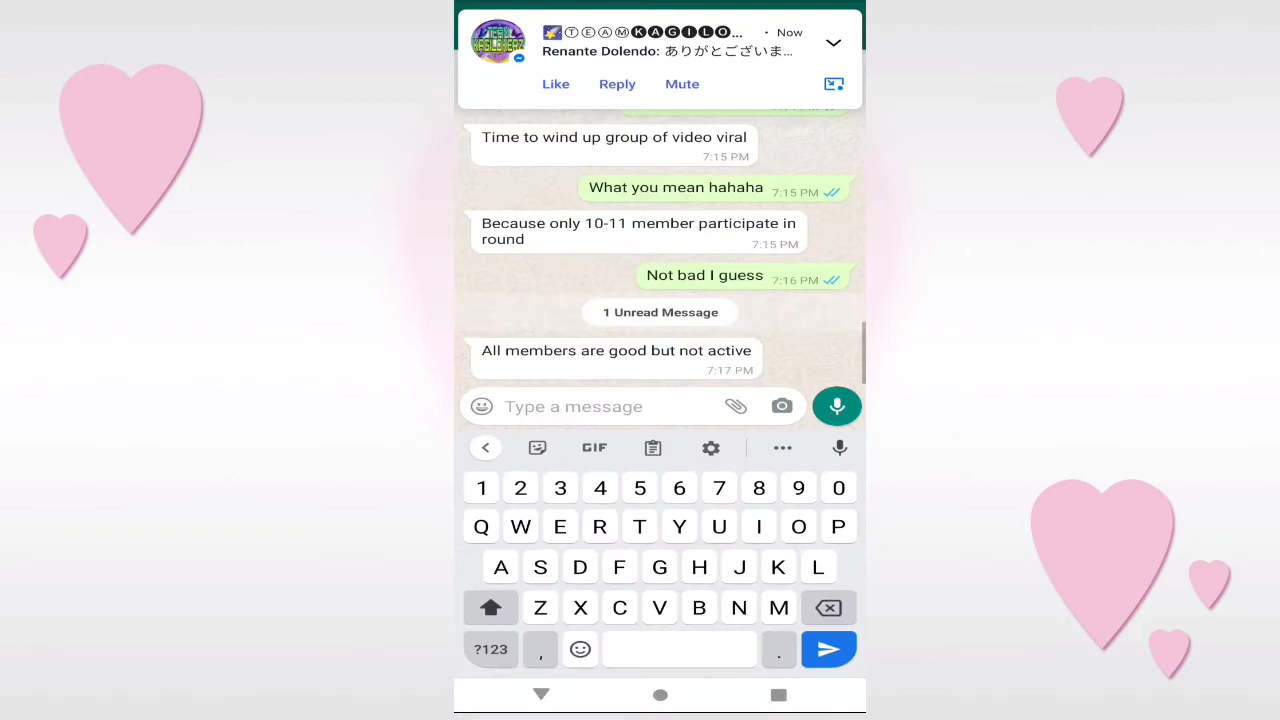 ⓉⒺⒶⓂ🅚🅐🅖🅘🅛🅞... • Now
Renante Dolendo: ありがとございま...
Like Reply Mute
Time to wind up group of video viral
7:15 PM
What you mean hahaha 7:15 PM
Because only 10-11 member participate in
round
7:15 PM
Not bad I guess 7:16 PM
1 Unread Message
All members are good but not active
7:17 PM
Type a message
GIF
1 2 3 4 5 6 7 8 9 0
Q W E R T Y U I O P
A S D F G H J K L
Z X C V B N M
?123 , .